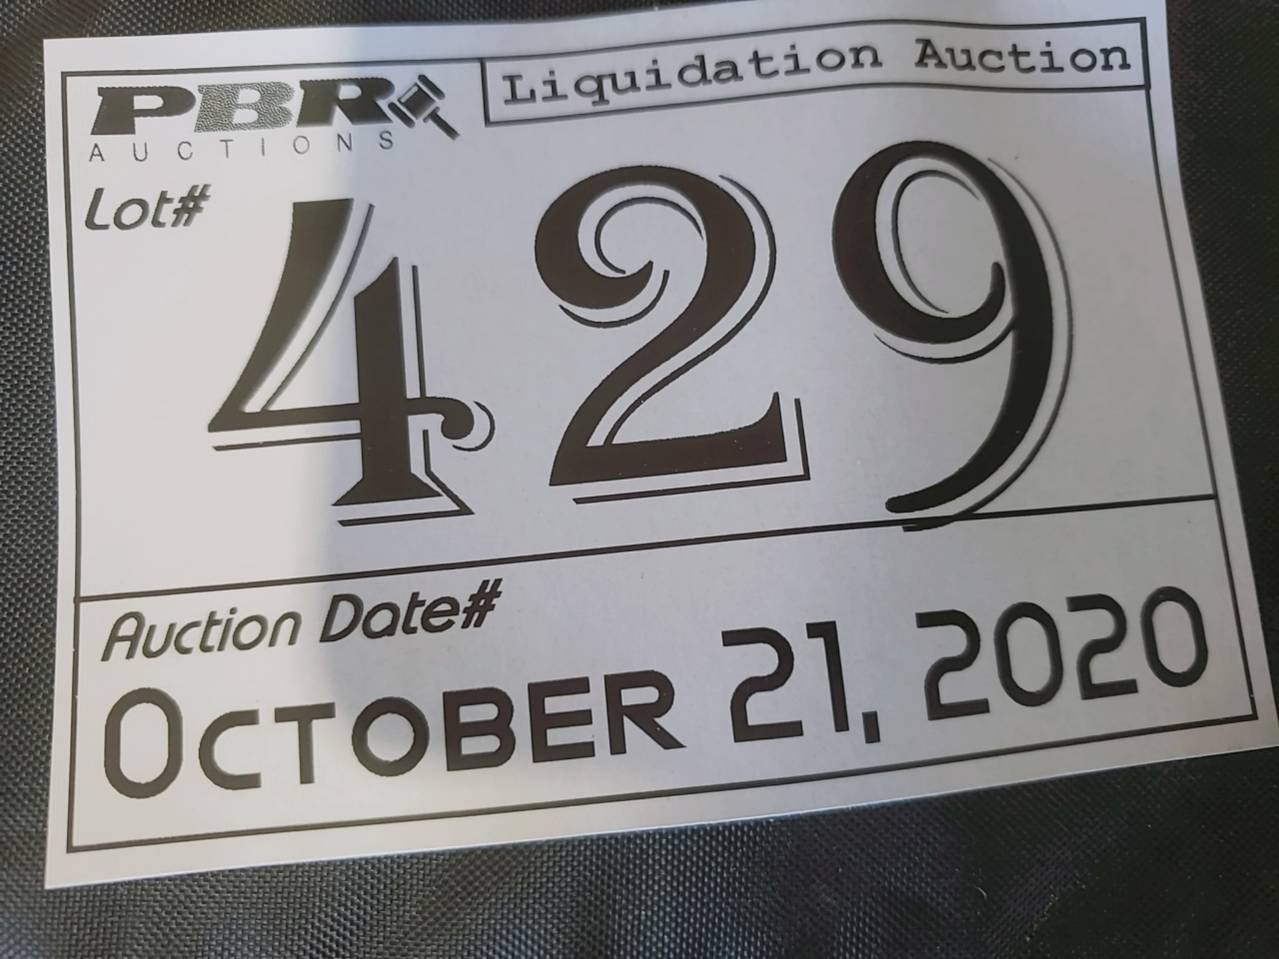 PBR
AUCTIONS
Liquidation Auction
Lot#
429
Auction Date#
OCTOBER 21, 2020